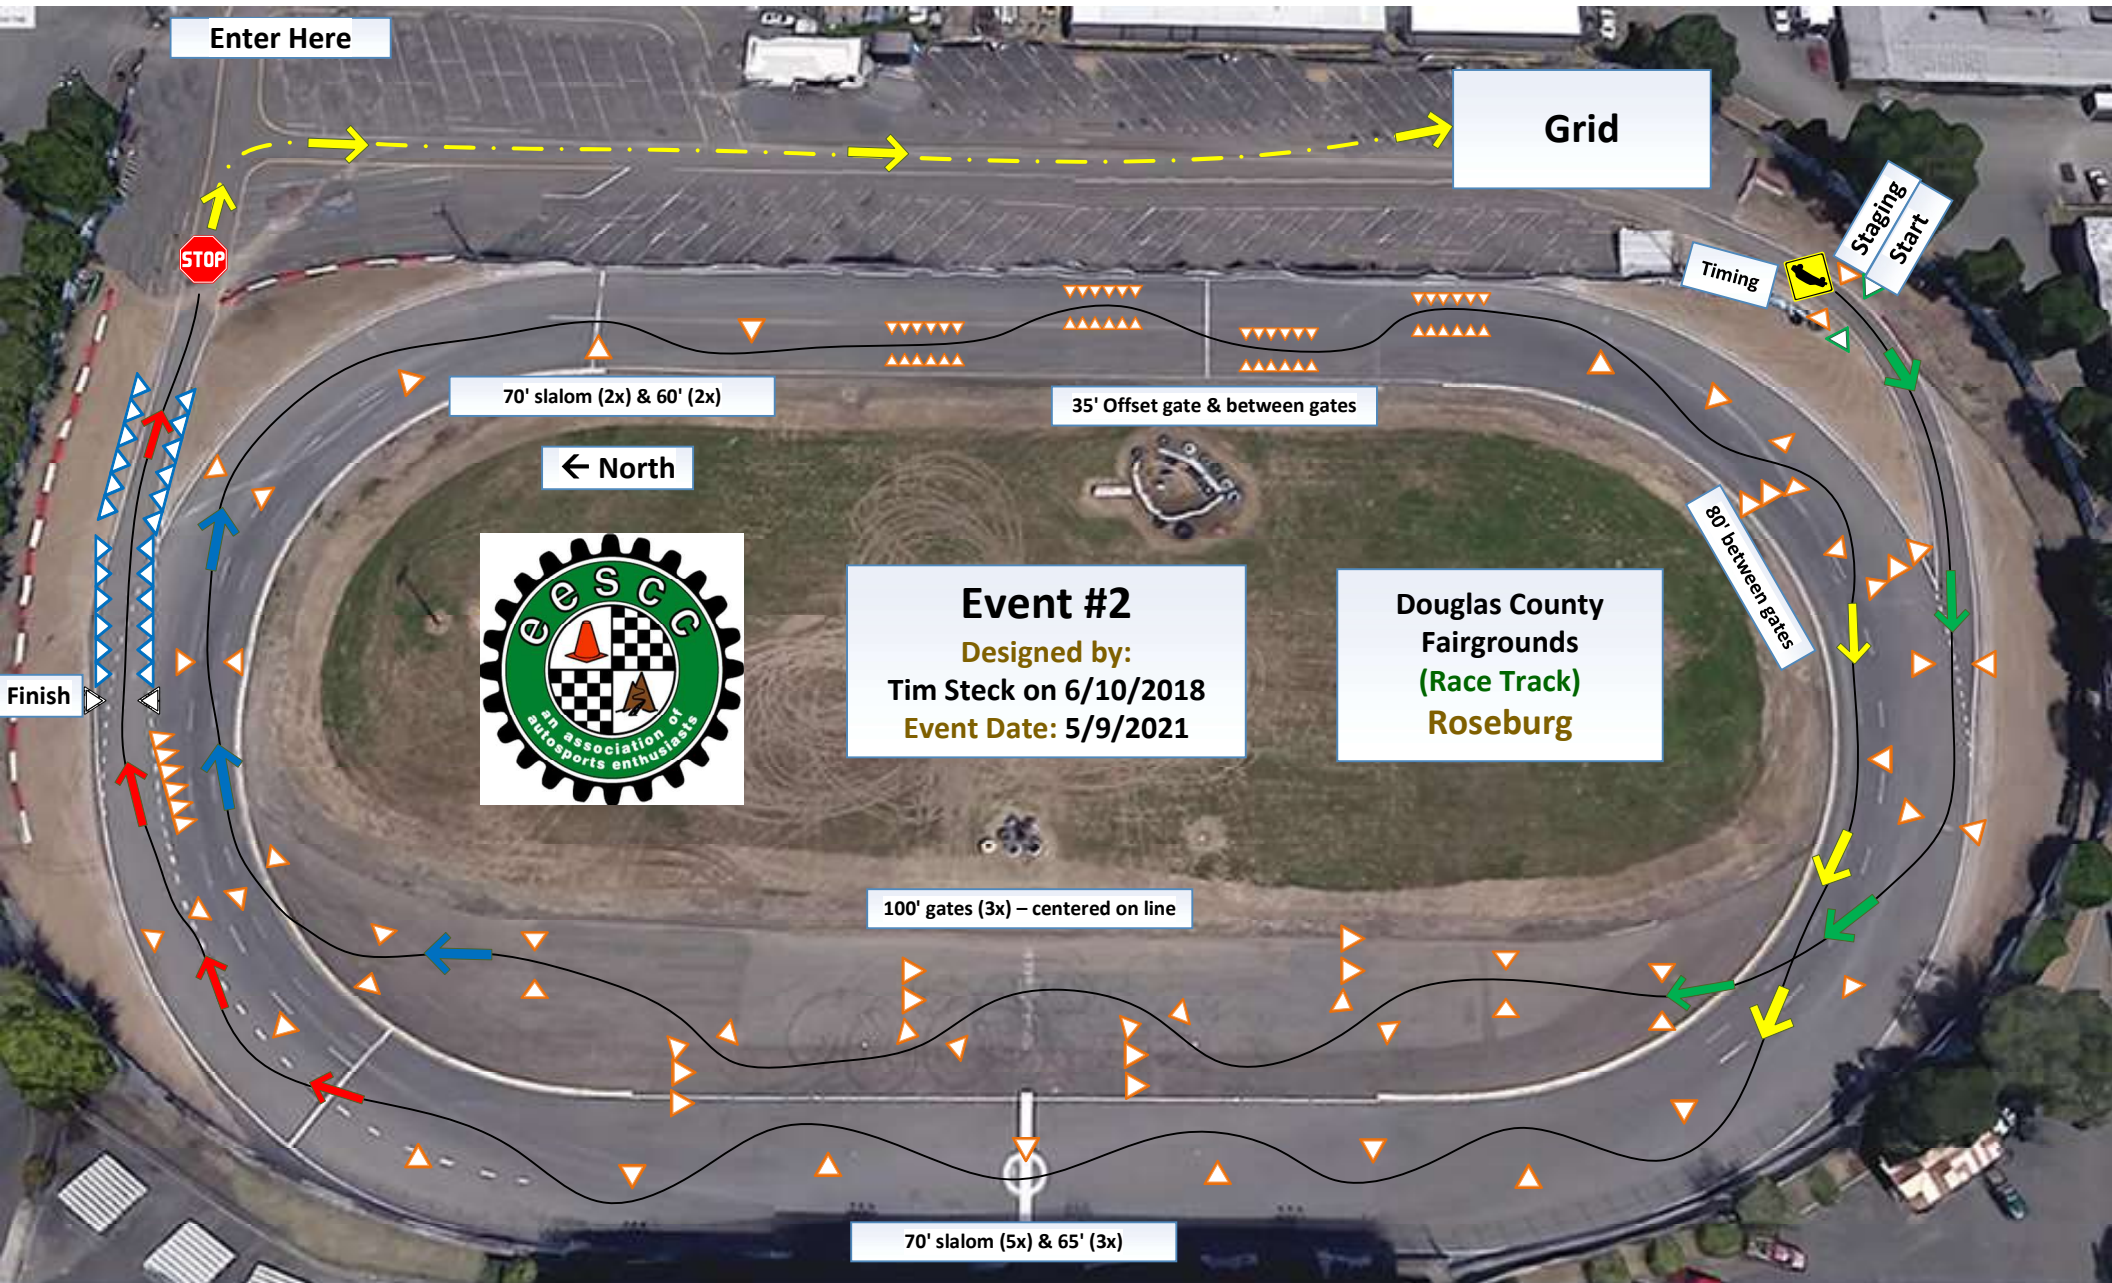 Enter Here
Grid
STOP
Staging
Start
Timing
70' slalom (2x) & 60' (2x)
35' Offset gate & between gates
← North
80' between gates
eescc
an association of
autosports enthusiasts
Event #2
Designed by:
Tim Steck on 6/10/2018
Event Date: 5/9/2021
Douglas County
Fairgrounds
(Race Track)
Roseburg
Finish
100' gates (3x) – centered on line
70' slalom (5x) & 65' (3x)